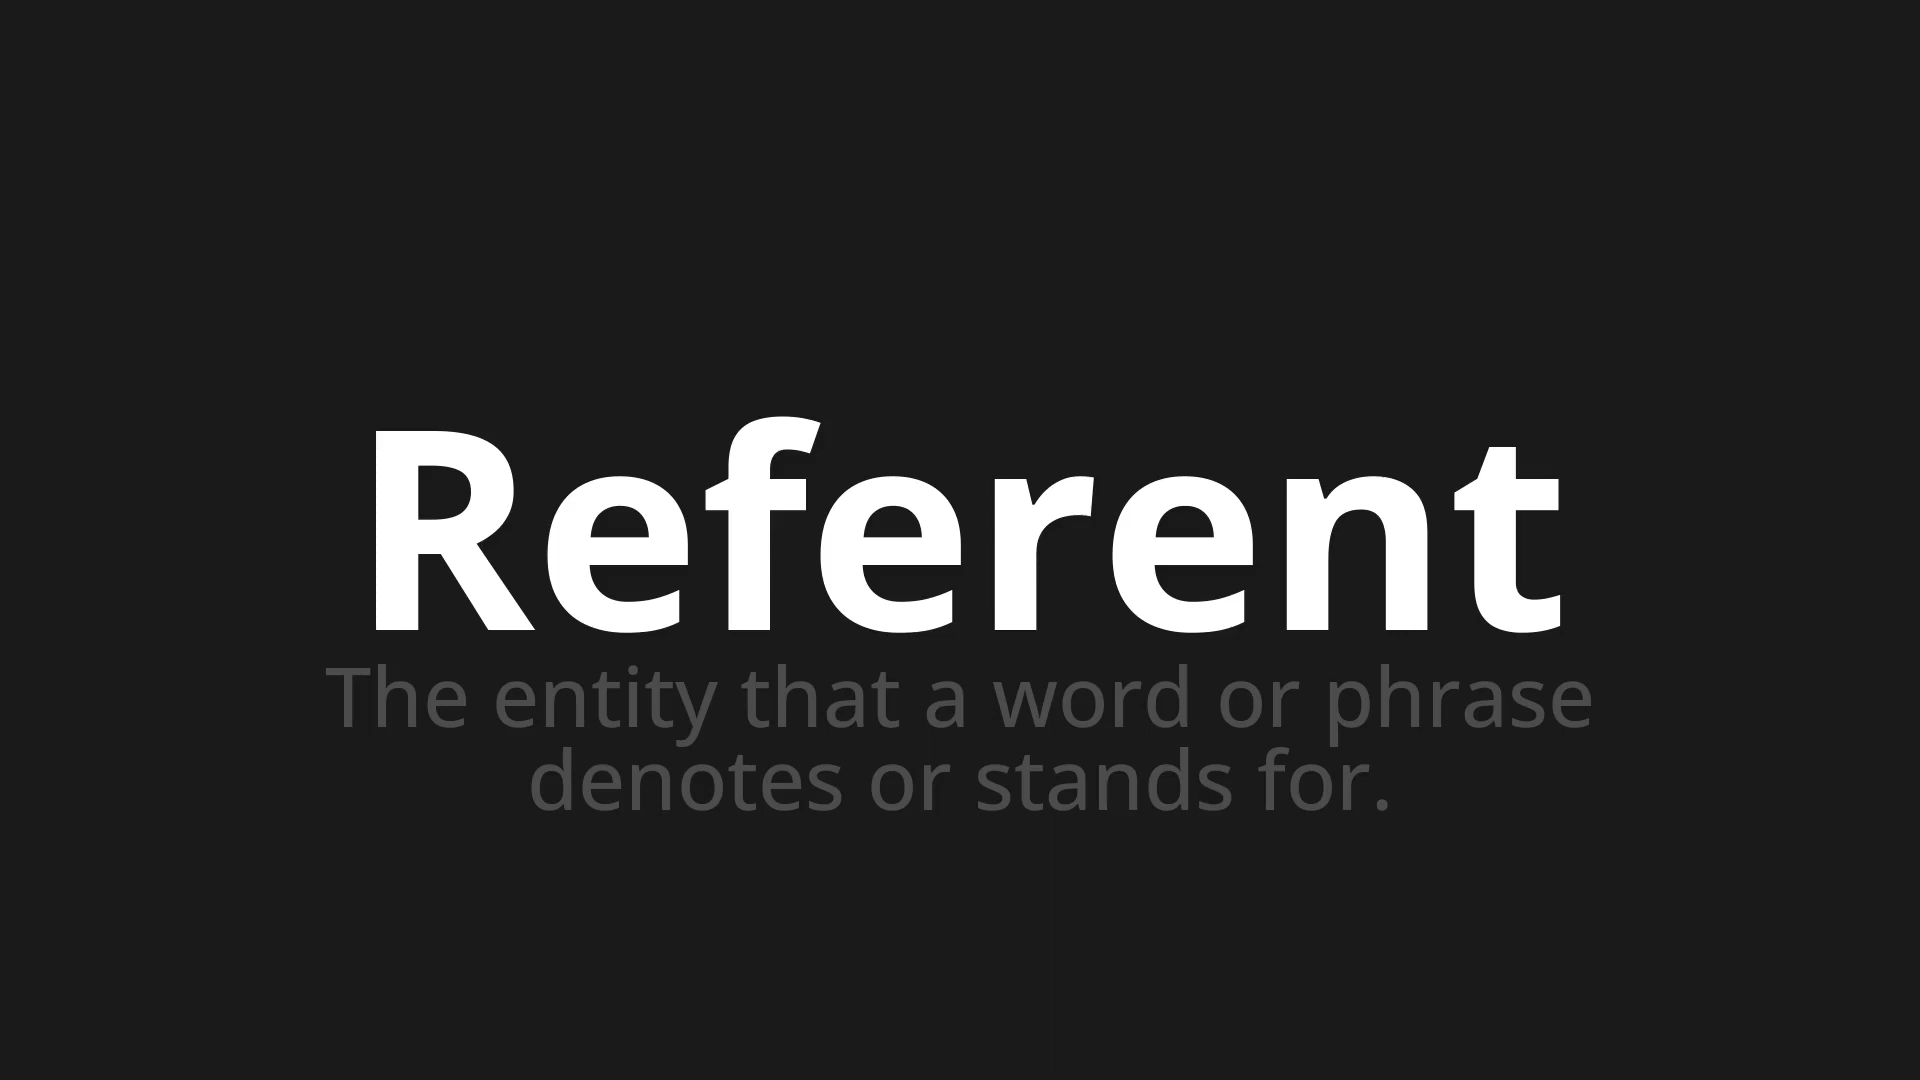 Referent
The entity that a word or phrase
denotes or stands for.